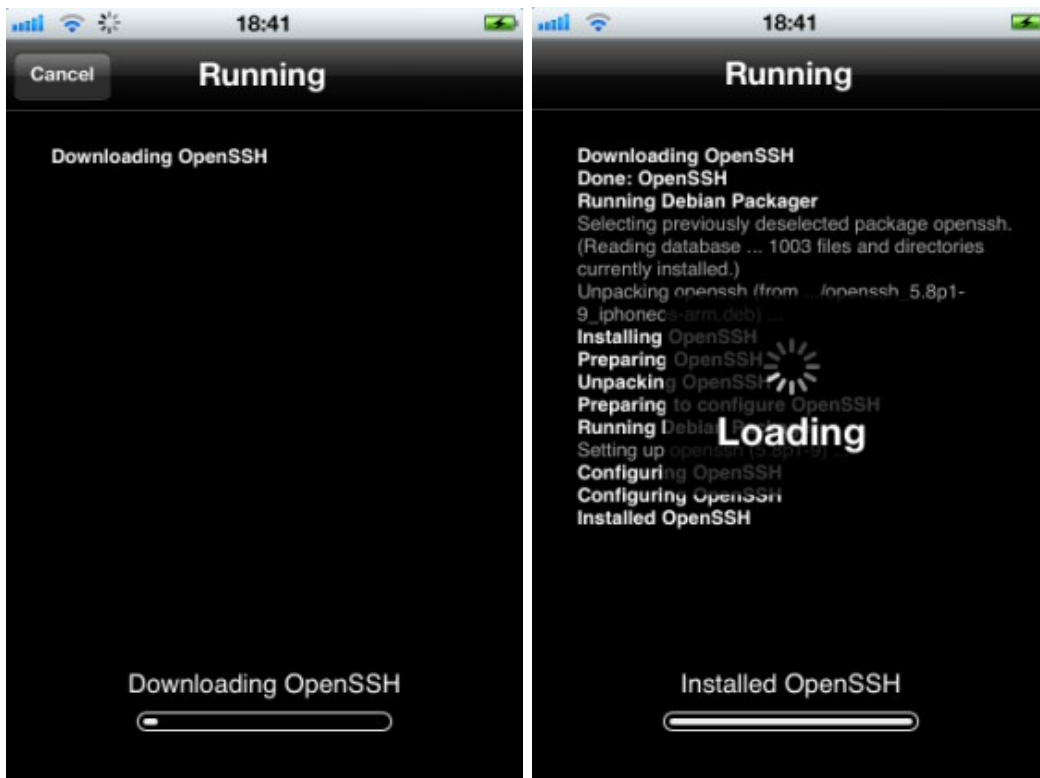 18:41
Cancel
Running
Downloading OpenSSH
Downloading OpenSSH
18:41
Running
Downloading OpenSSH
Done: OpenSSH
Running Debian Packager
Selecting previously deselected package openssh.
(Reading database ... 1003 files and directories
currently installed.)
Unpacking openssh (from .../openssh_5.8p1-
9_iphoneos-arm.deb) ...
Installing OpenSSH
Preparing OpenSSH
Unpacking OpenSSH
Preparing to configure OpenSSH
Running Debian
Loading
Setting up openssh (5.8p1-9) ...
Configuring OpenSSH
Configuring OpenSSH
Installed OpenSSH
Installed OpenSSH